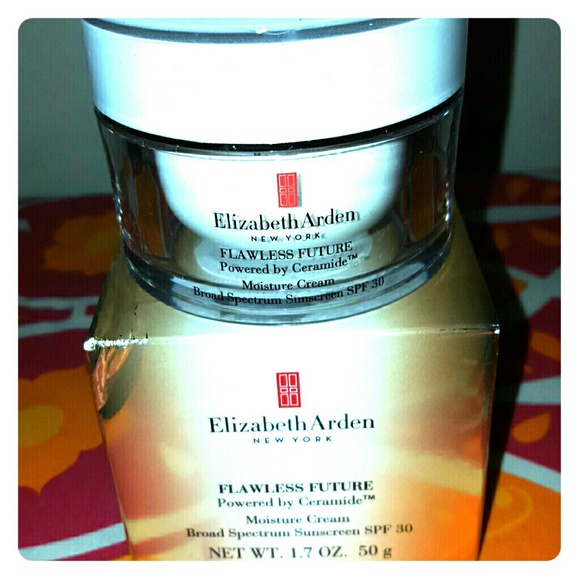 Elizabeth Arden
NEW YORK
FLAWLESS FUTURE
Powered by Ceramide™
Moisture Cream
Broad Spectrum Sunscreen SPF 30
Elizabeth Arden
NEW YORK
FLAWLESS FUTURE
Powered by Ceramide™
Moisture Cream
Broad Spectrum Sunscreen SPF 30
NET WT. 1.7 OZ. 50 g